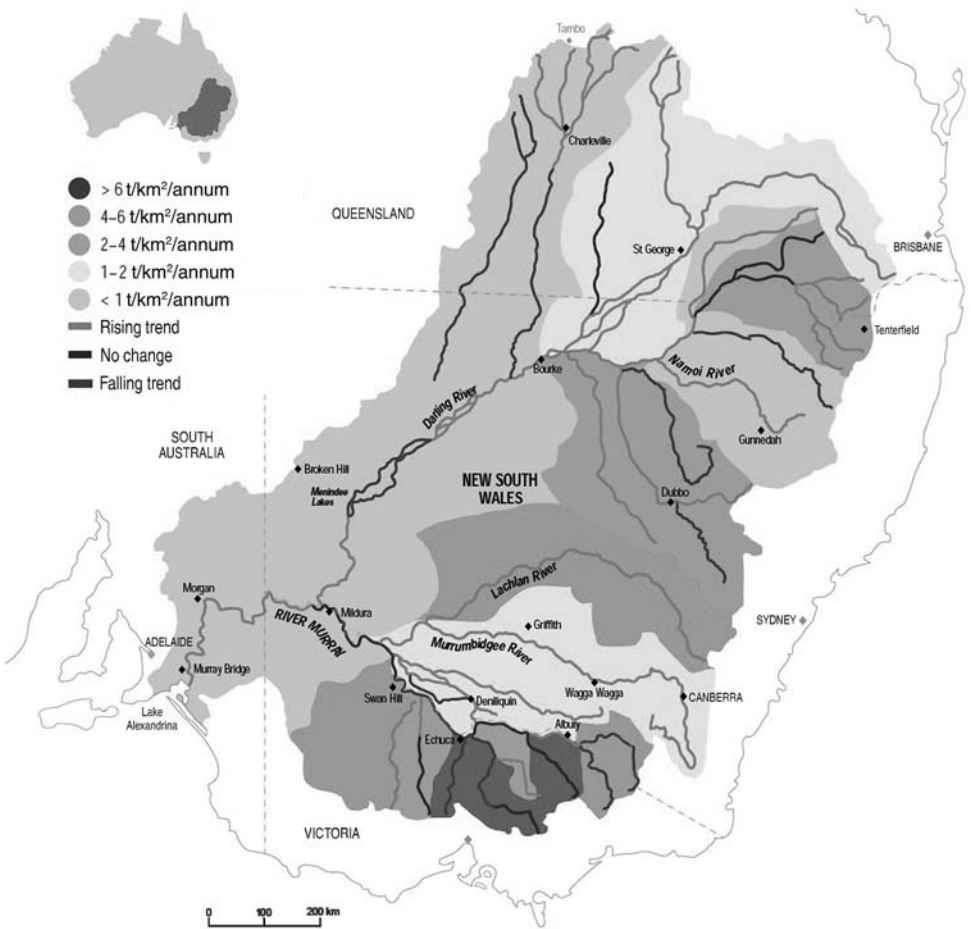 Tambo
Charleville
> 6 t/km²/annum
4–6 t/km²/annum
2–4 t/km²/annum
1–2 t/km²/annum
< 1 t/km²/annum
Rising trend
No change
Falling trend
QUEENSLAND
St George
BRISBANE
Tenterfield
Bourke
Namoi River
Darling River
Gunnedah
SOUTH
AUSTRALIA
Broken Hill
Menindee
Lakes
NEW SOUTH
WALES
Dubbo
Lachlan River
Morgan
Mildura
RIVER MURRAY
Griffith
SYDNEY
ADELAIDE
Murrumbidgee River
Murray Bridge
Swan Hill
Deniliquin
Wagga Wagga
CANBERRA
Lake
Alexandrina
Echuca
Albury
VICTORIA
0 100 200 km